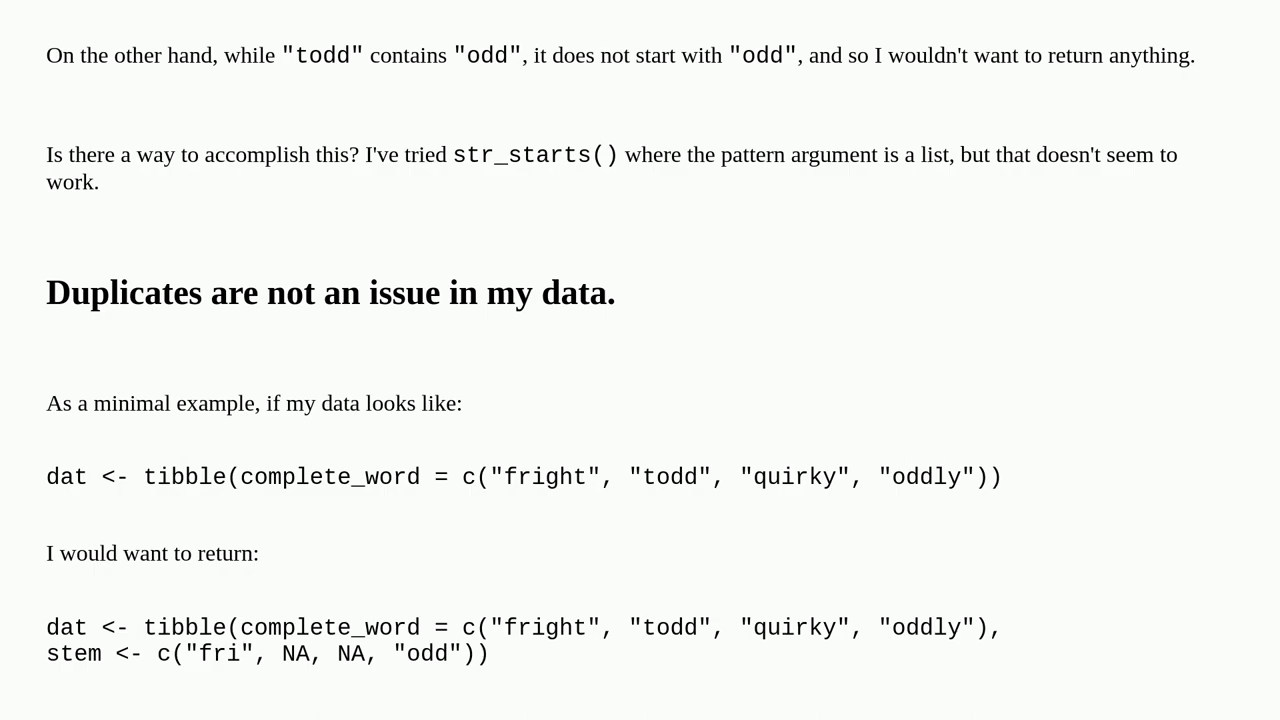 On the other hand, while "todd" contains "odd", it does not start with "odd", and so I wouldn't want to return anything.
Is there a way to accomplish this? I've tried str_starts() where the pattern argument is a list, but that doesn't seem to
work.
Duplicates are not an issue in my data.
As a minimal example, if my data looks like:
dat <- tibble(complete_word = c("fright", "todd", "quirky", "oddly"))
I would want to return:
dat <- tibble(complete_word = c("fright", "todd", "quirky", "oddly"),
stem <- c("fri", NA, NA, "odd"))